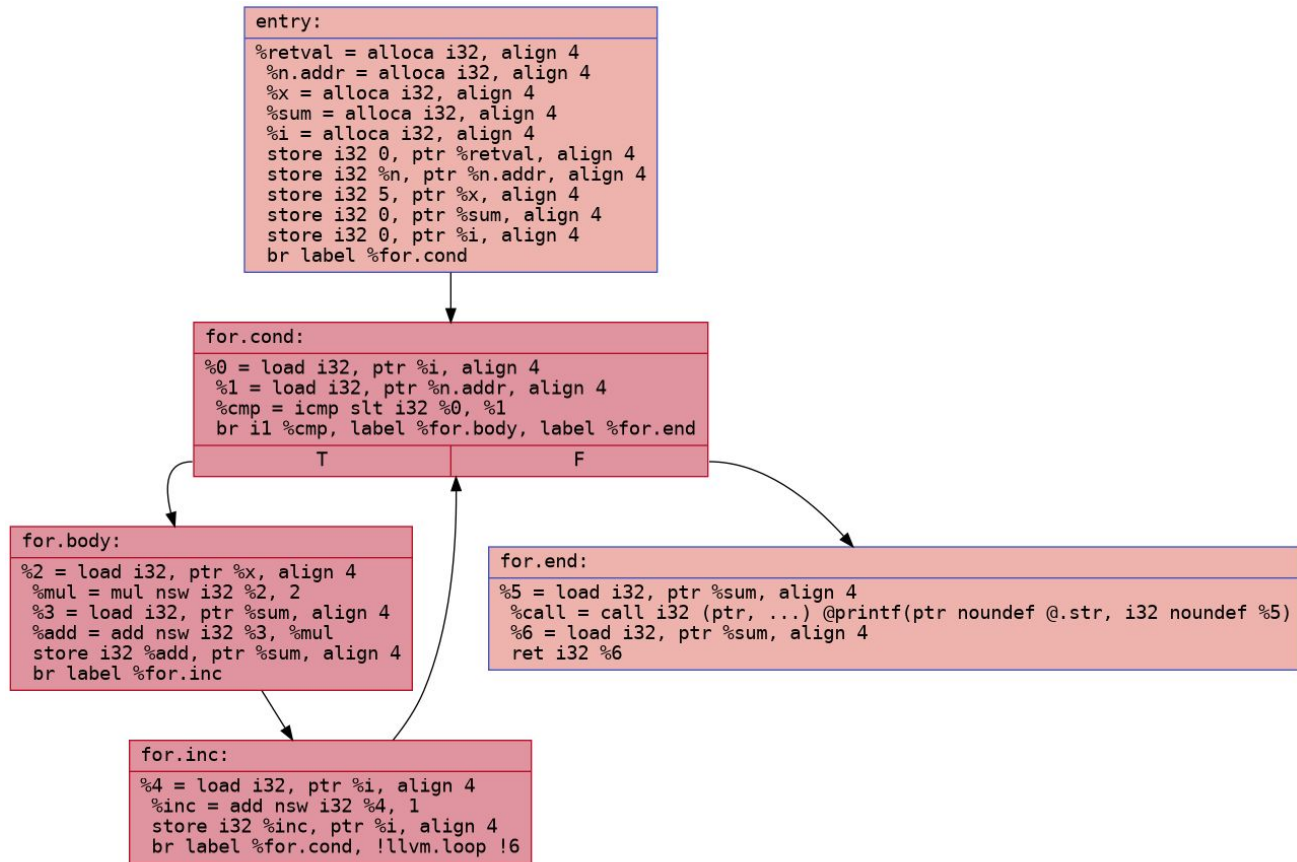 entry:
%retval = alloca i32, align 4
%n.addr = alloca i32, align 4
%x = alloca i32, align 4
%sum = alloca i32, align 4
%i = alloca i32, align 4
store i32 0, ptr %retval, align 4
store i32 %n, ptr %n.addr, align 4
store i32 5, ptr %x, align 4
store i32 0, ptr %sum, align 4
store i32 0, ptr %i, align 4
br label %for.cond
for.cond:
%0 = load i32, ptr %i, align 4
%1 = load i32, ptr %n.addr, align 4
%cmp = icmp slt i32 %0, %1
br i1 %cmp, label %for.body, label %for.end
T
F
for.body:
%2 = load i32, ptr %x, align 4
%mul = mul nsw i32 %2, 2
%3 = load i32, ptr %sum, align 4
%add = add nsw i32 %3, %mul
store i32 %add, ptr %sum, align 4
br label %for.inc
for.end:
%5 = load i32, ptr %sum, align 4
%call = call i32 (ptr, ...) @printf(ptr noundef @.str, i32 noundef %5)
%6 = load i32, ptr %sum, align 4
ret i32 %6
for.inc:
%4 = load i32, ptr %i, align 4
%inc = add nsw i32 %4, 1
store i32 %inc, ptr %i, align 4
br label %for.cond, !llvm.loop !6